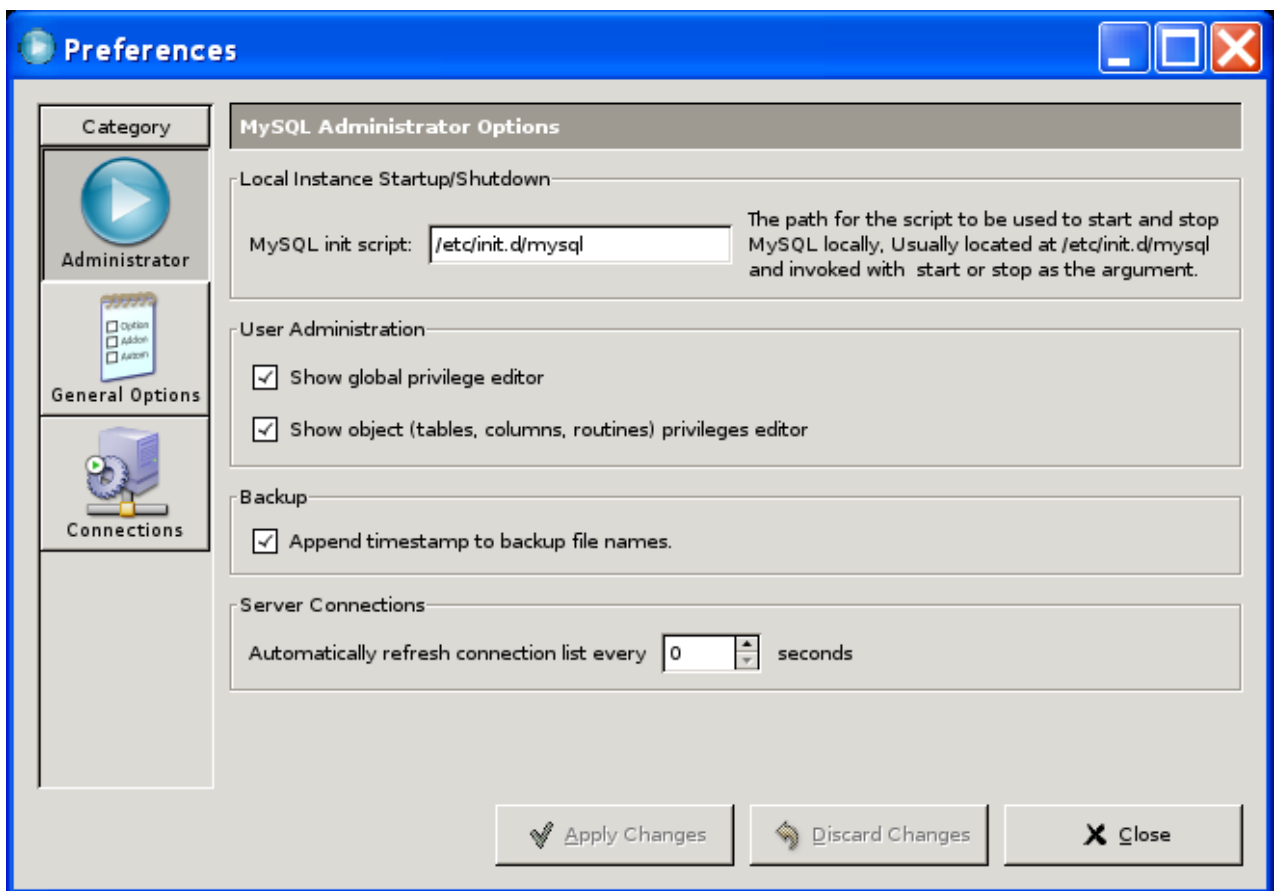 Preferences
Category
Administrator
Option
Addon
General Options
Connections
MySQL Administrator Options
Local Instance Startup/Shutdown
MySQL init script:
/etc/init.d/mysql
The path for the script to be used to start and stop
MySQL locally, Usually located at /etc/init.d/mysql
and invoked with  start or stop as the argument.
User Administration
Show global privilege editor
Show object (tables, columns, routines) privileges editor
Backup
Append timestamp to backup file names.
Server Connections
Automatically refresh connection list every 0 seconds
Apply Changes
Discard Changes
Close